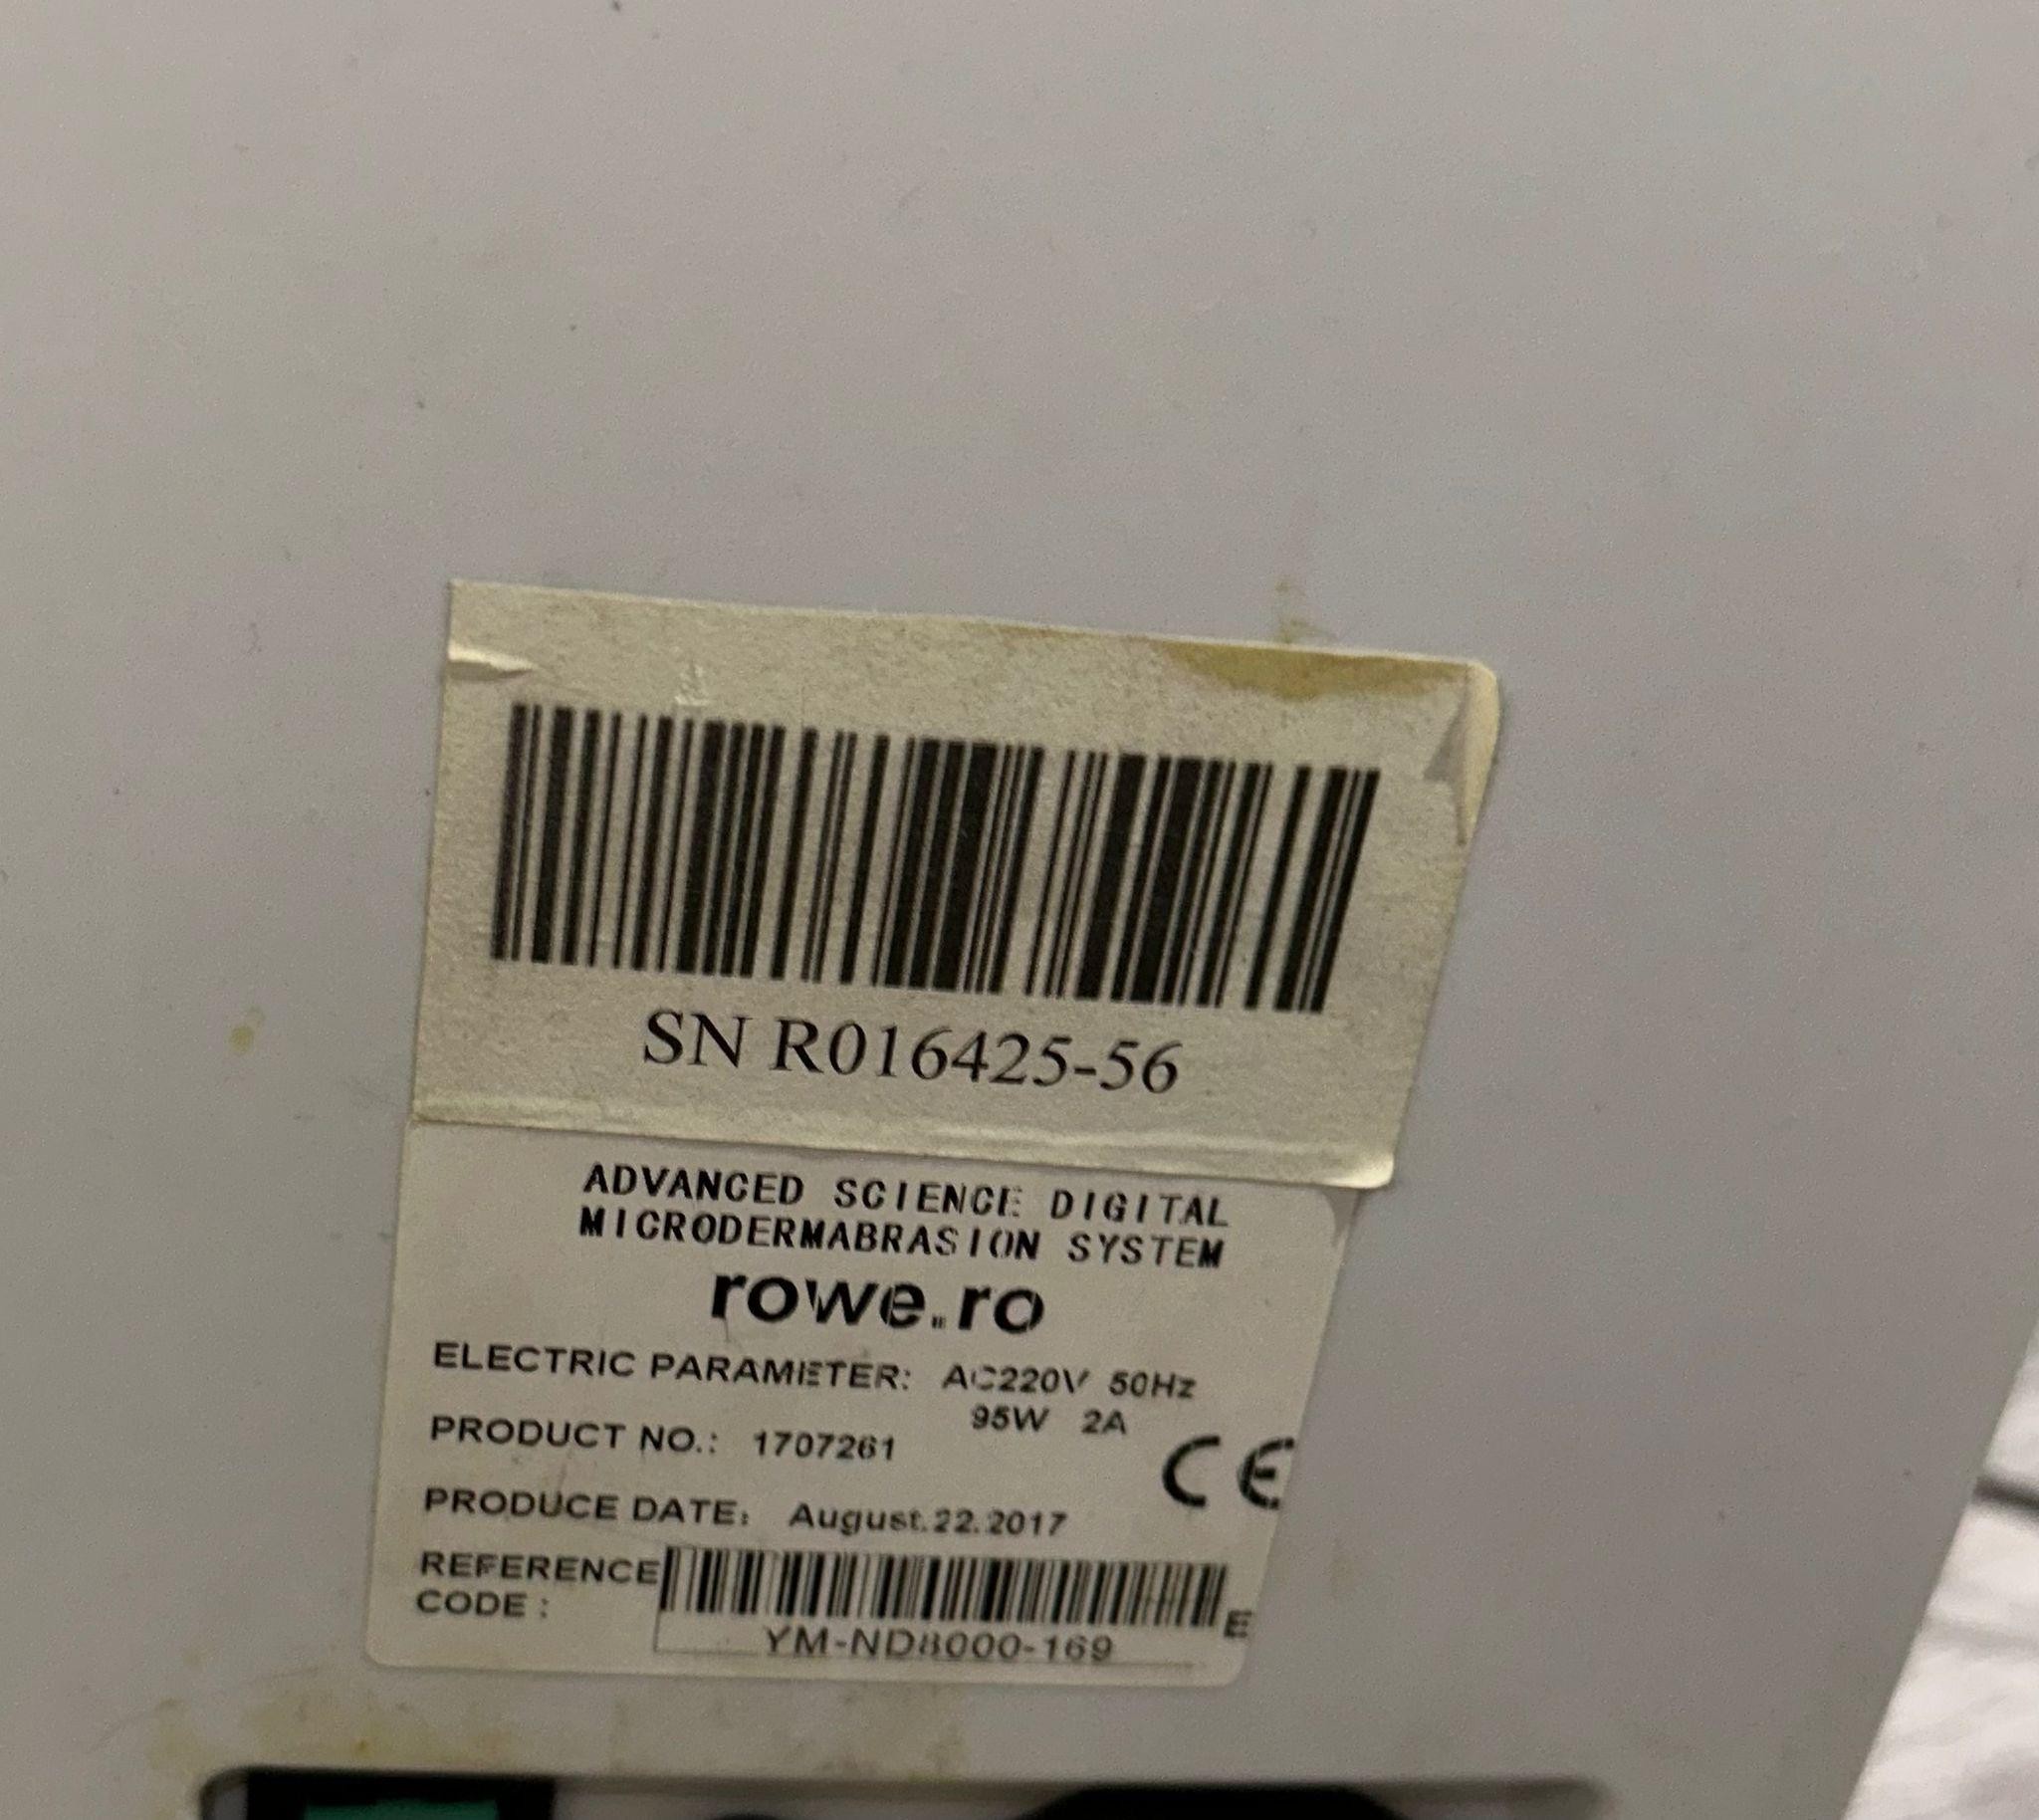 SN R016425-56
ADVANCED SCIENCE DIGITAL
MICRODERMABRASION SYSTEM
rowe.ro
ELECTRIC PARAMETER: AC220V 50Hz
95W 2A
PRODUCT NO.: 1707261
CE
PRODUCE DATE: August.22.2017
REFERENCE
CODE :
E
YM-ND8000-169